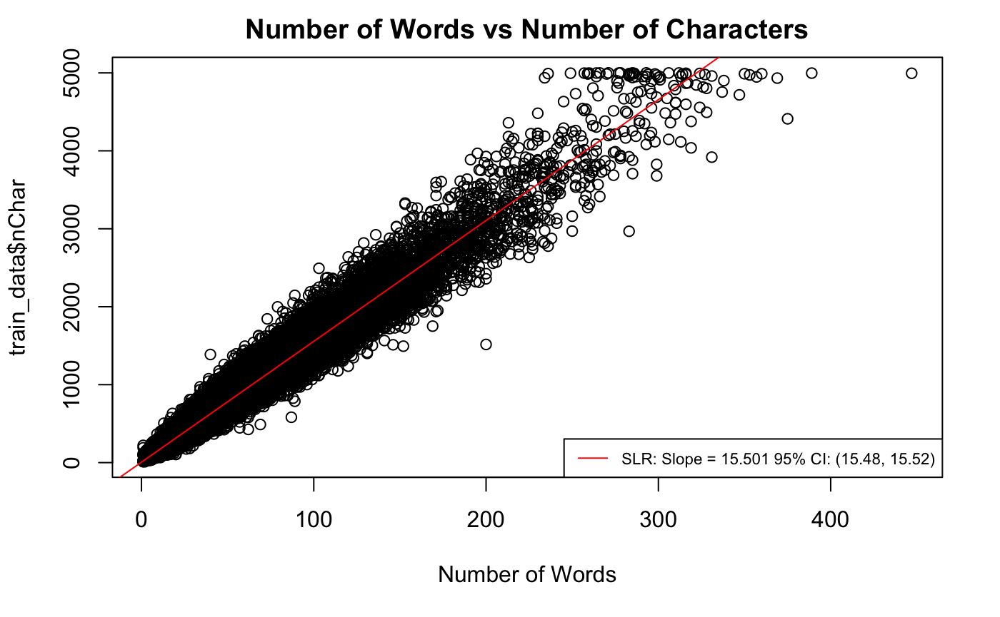 Number of Words vs Number of Characters
train_data$nChar
5000
4000
3000
2000
1000
0
SLR: Slope = 15.501 95% CI: (15.48, 15.52)
0 100 200 300 400
Number of Words